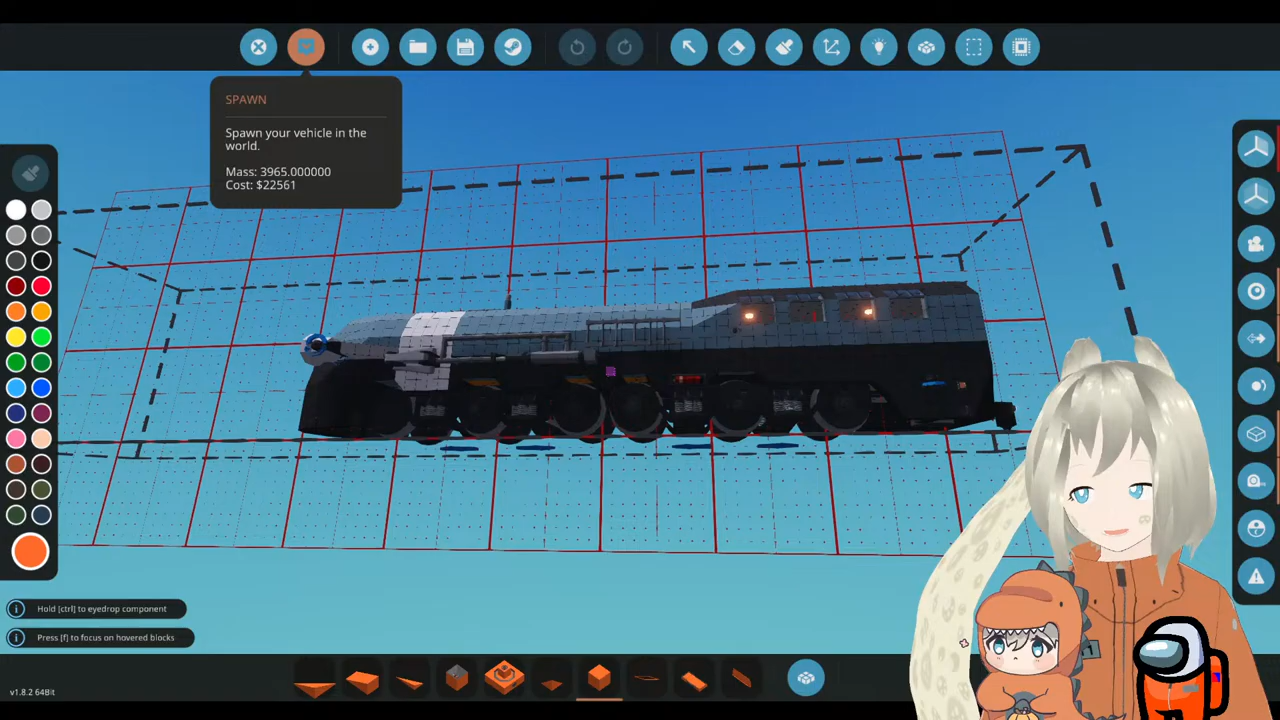 SPAWN
Spawn your vehicle in the
world.
Mass: 3965.000000
Cost: $22561
Hold [ctrl] to eyedrop component
Press [f] to focus on hovered blocks
v1.8.2 64Bit
1